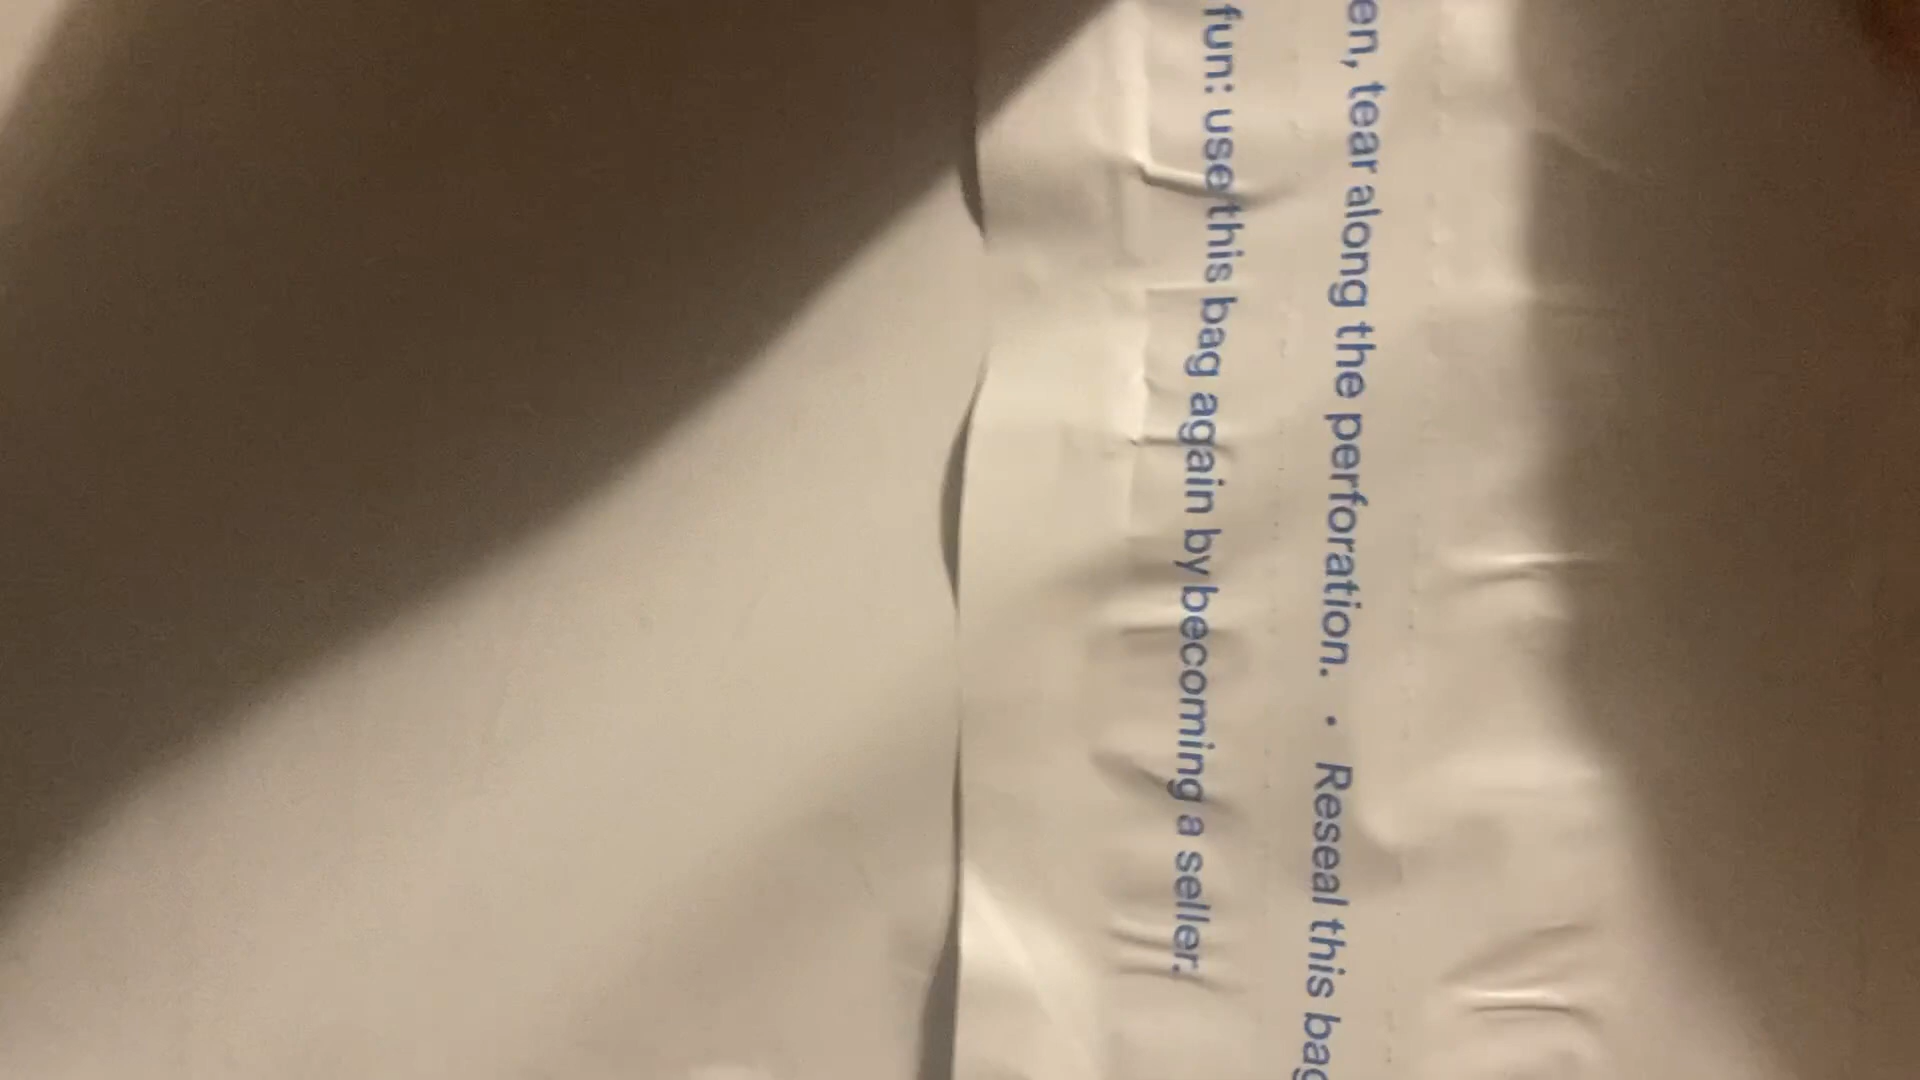 en, tear along the perforation. • Reseal this bag
fun: use this bag again by becoming a seller.